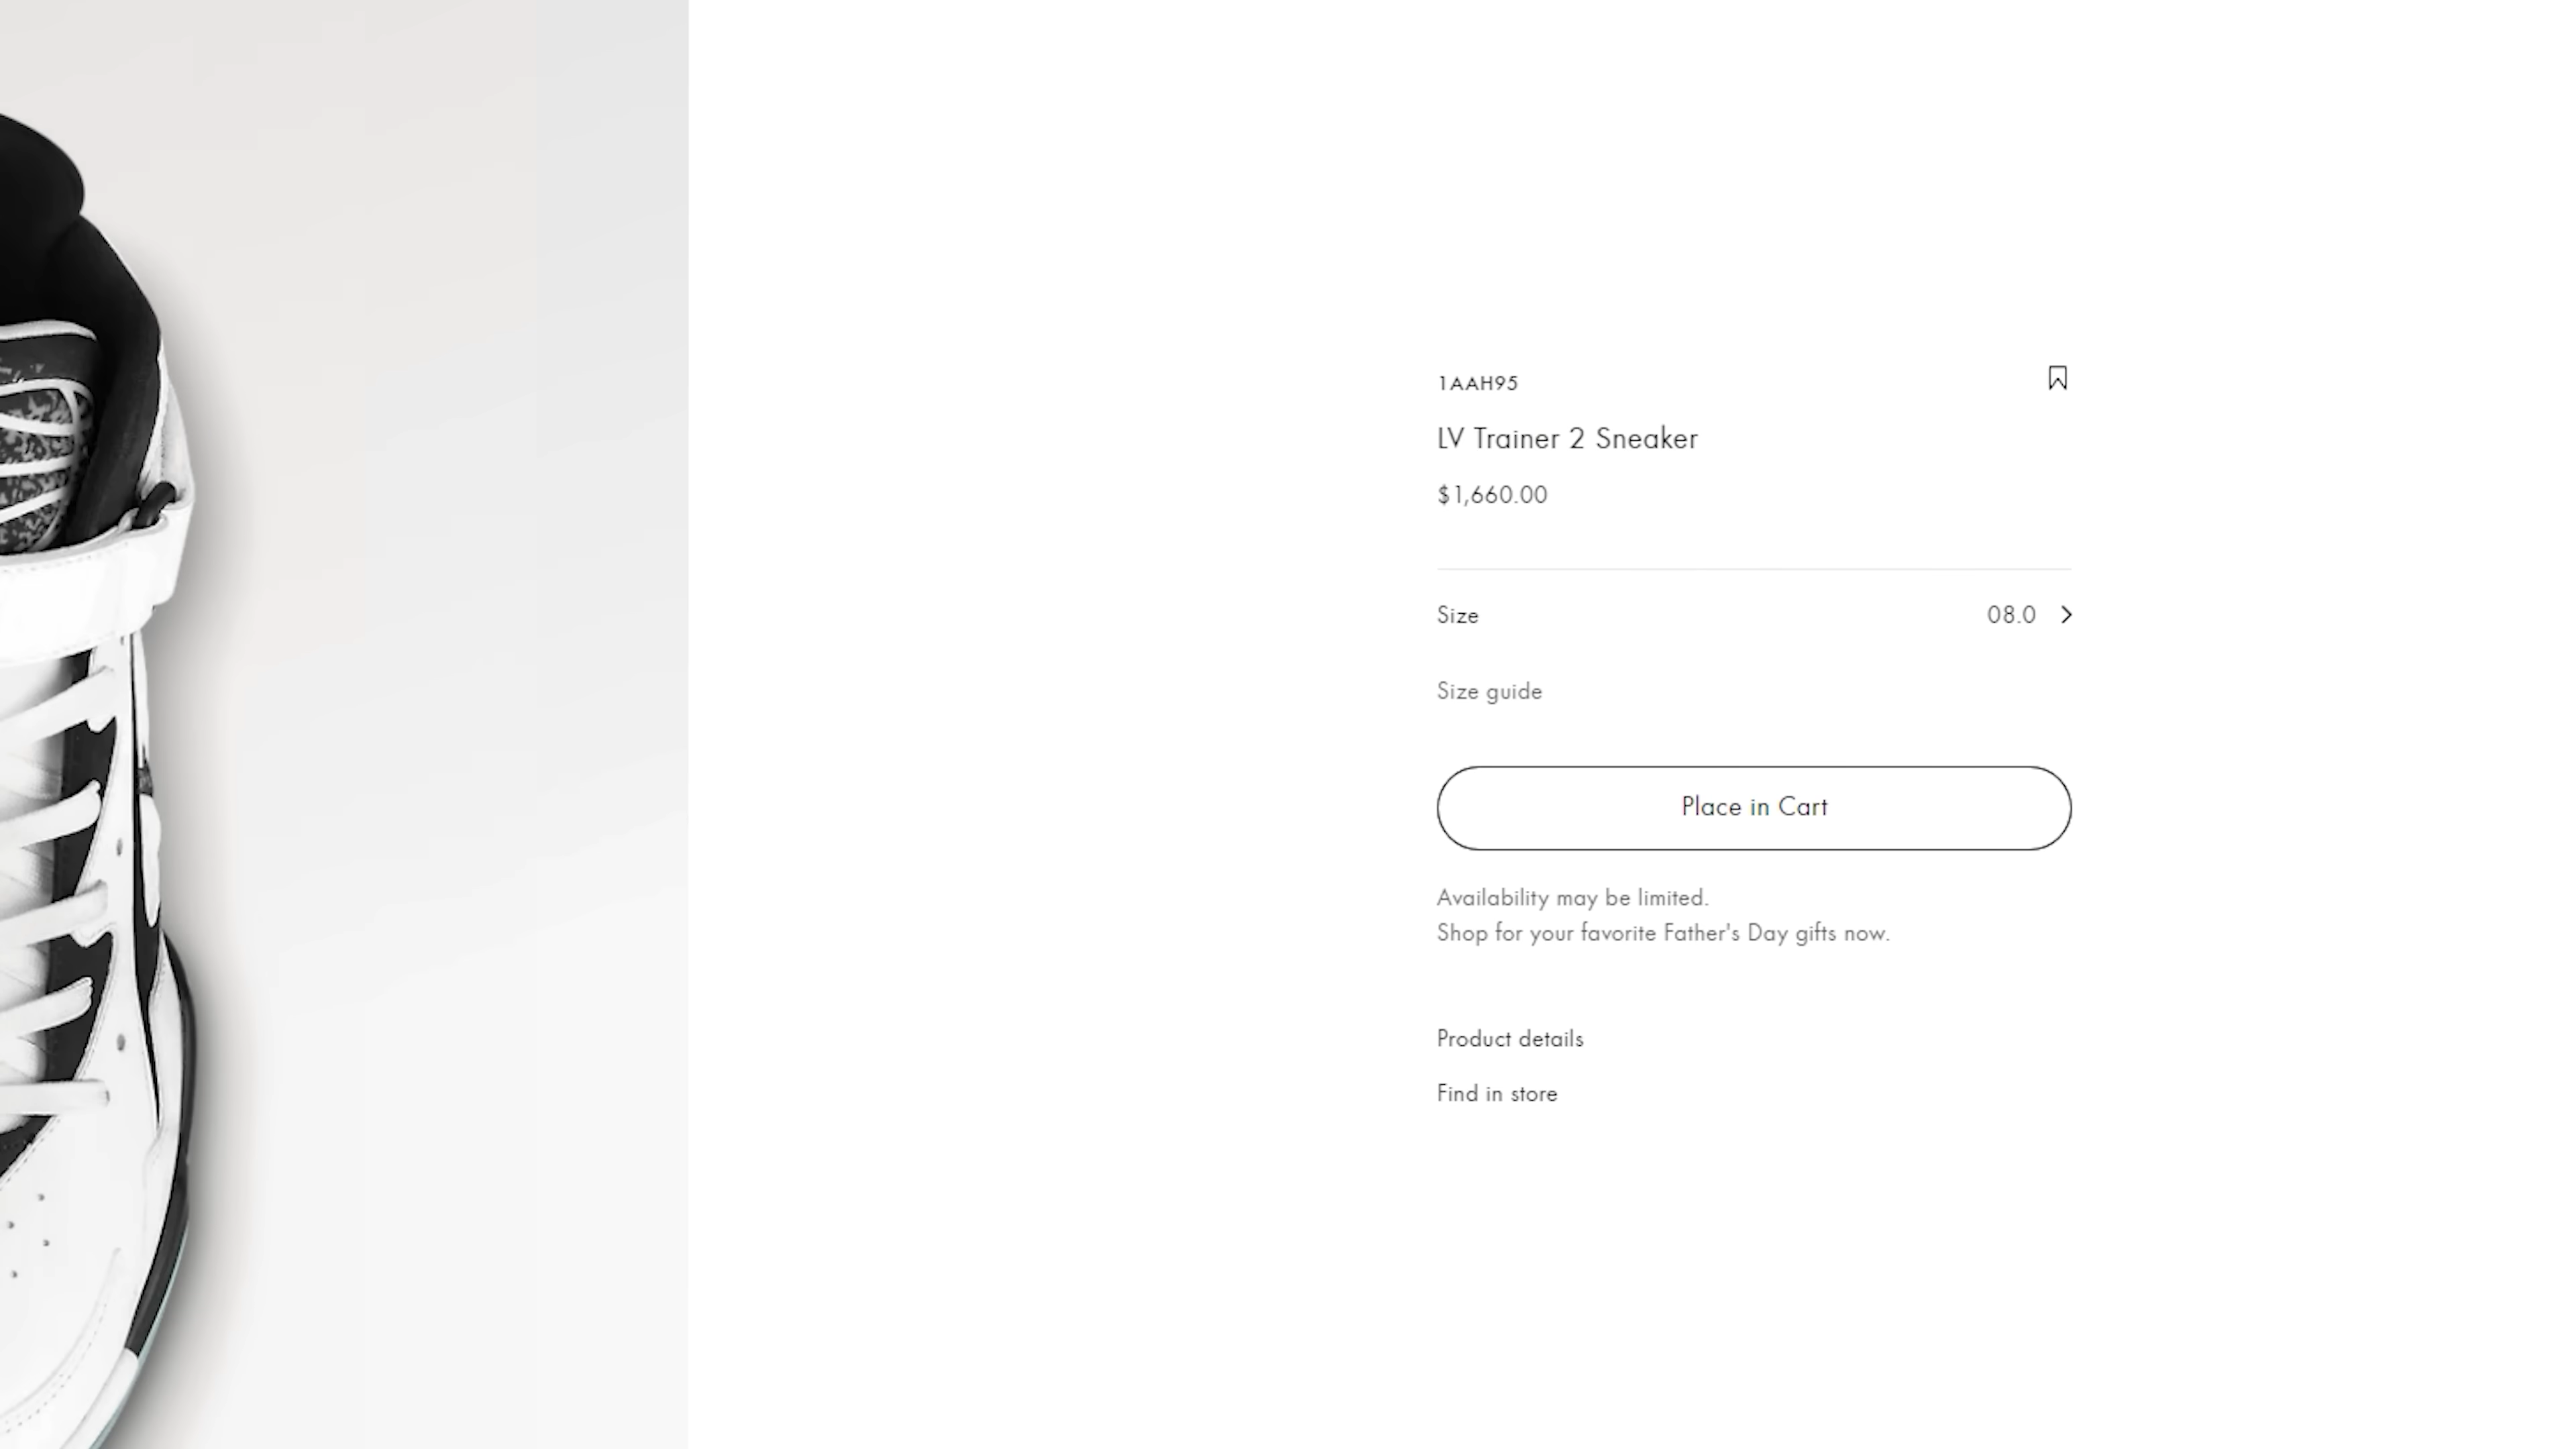 1AAH95
LV Trainer 2 Sneaker
$1,660.00
Size 08.0
Size guide
Place in Cart
Availability may be limited.
Shop for your favorite Father's Day gifts now.
Product details
Find in store